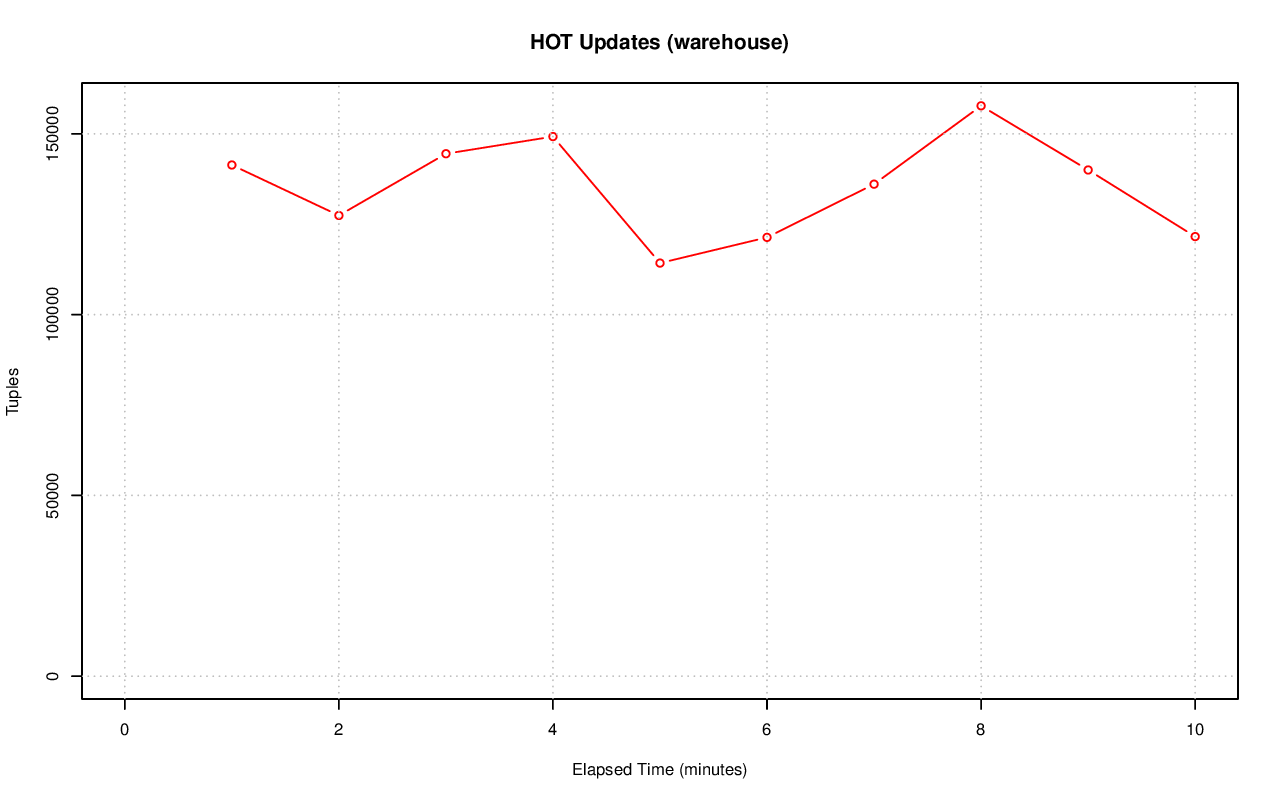 HOT Updates (warehouse)
Tuples
150000
100000
50000
0
0 2 4 6 8 10
Elapsed Time (minutes)